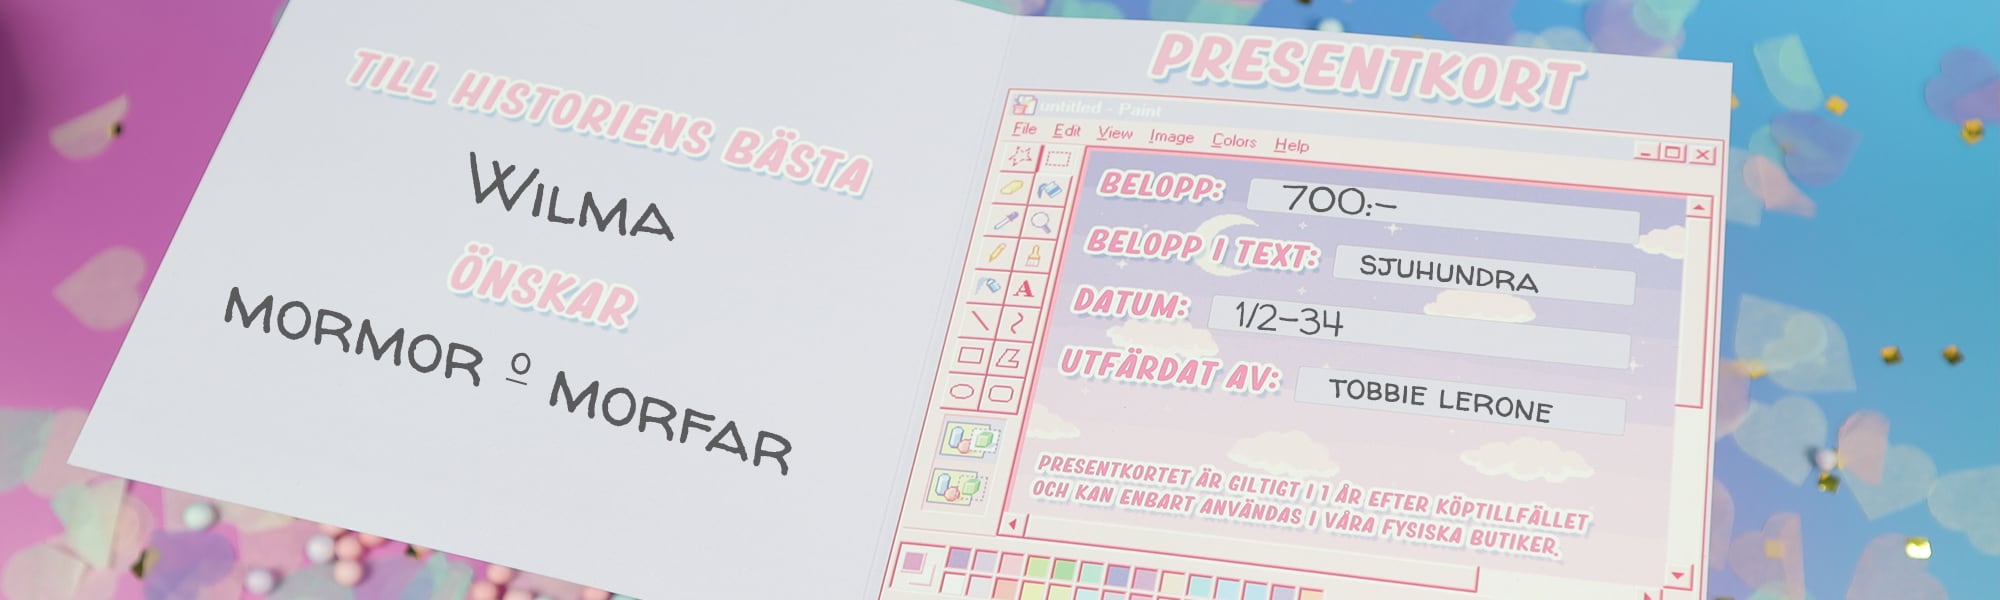 TILL HISTORIENS BÄSTA
WILMA
ÖNSKAR
MORMOR o MORFAR
PRESENTKORT
untitled - Paint
File Edit View Image Colors Help
BELOPP: 700:-
BELOPP I TEXT: SJUHUNDRA
DATUM: 1/2-34
UTFÄRDAT AV: TOBBIE LERONE
A
PRESENTKORTET ÄR GILTIGT I 1 ÅR EFTER KÖPTILLFÄLLET
OCH KAN ENBART ANVÄNDAS I VÅRA FYSISKA BUTIKER.